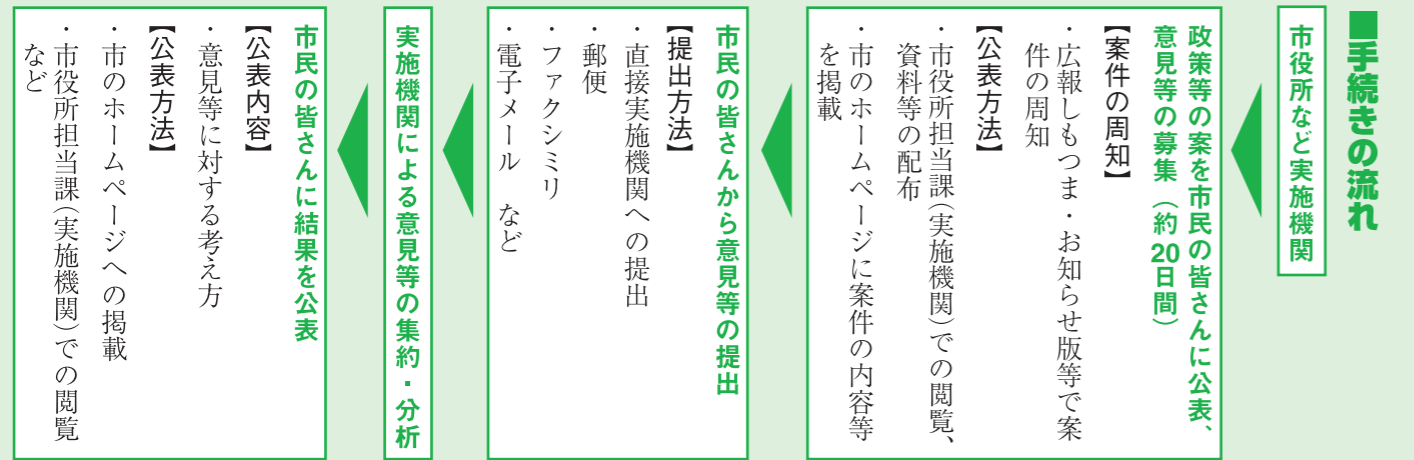 ■手続きの流れ
市役所など実施機関
政策等の案を市民の皆さんに公表、
意見等の募集（約20日間）
【案件の周知】
・広報しもつま・お知らせ版等で案
件の周知
【公表方法】
・市役所担当課（実施機関）での閲覧、
資料等の配布
・市のホームページに案件の内容等
を掲載
市民の皆さんから意見等の提出
【提出方法】
・直接実施機関への提出
・郵便
・ファクシミリ
・電子メール　など
実施機関による意見等の集約・分析
市民の皆さんに結果を公表
【公表内容】
・意見等に対する考え方
【公表方法】
・市のホームページへの掲載
・市役所担当課（実施機関）での閲覧
など